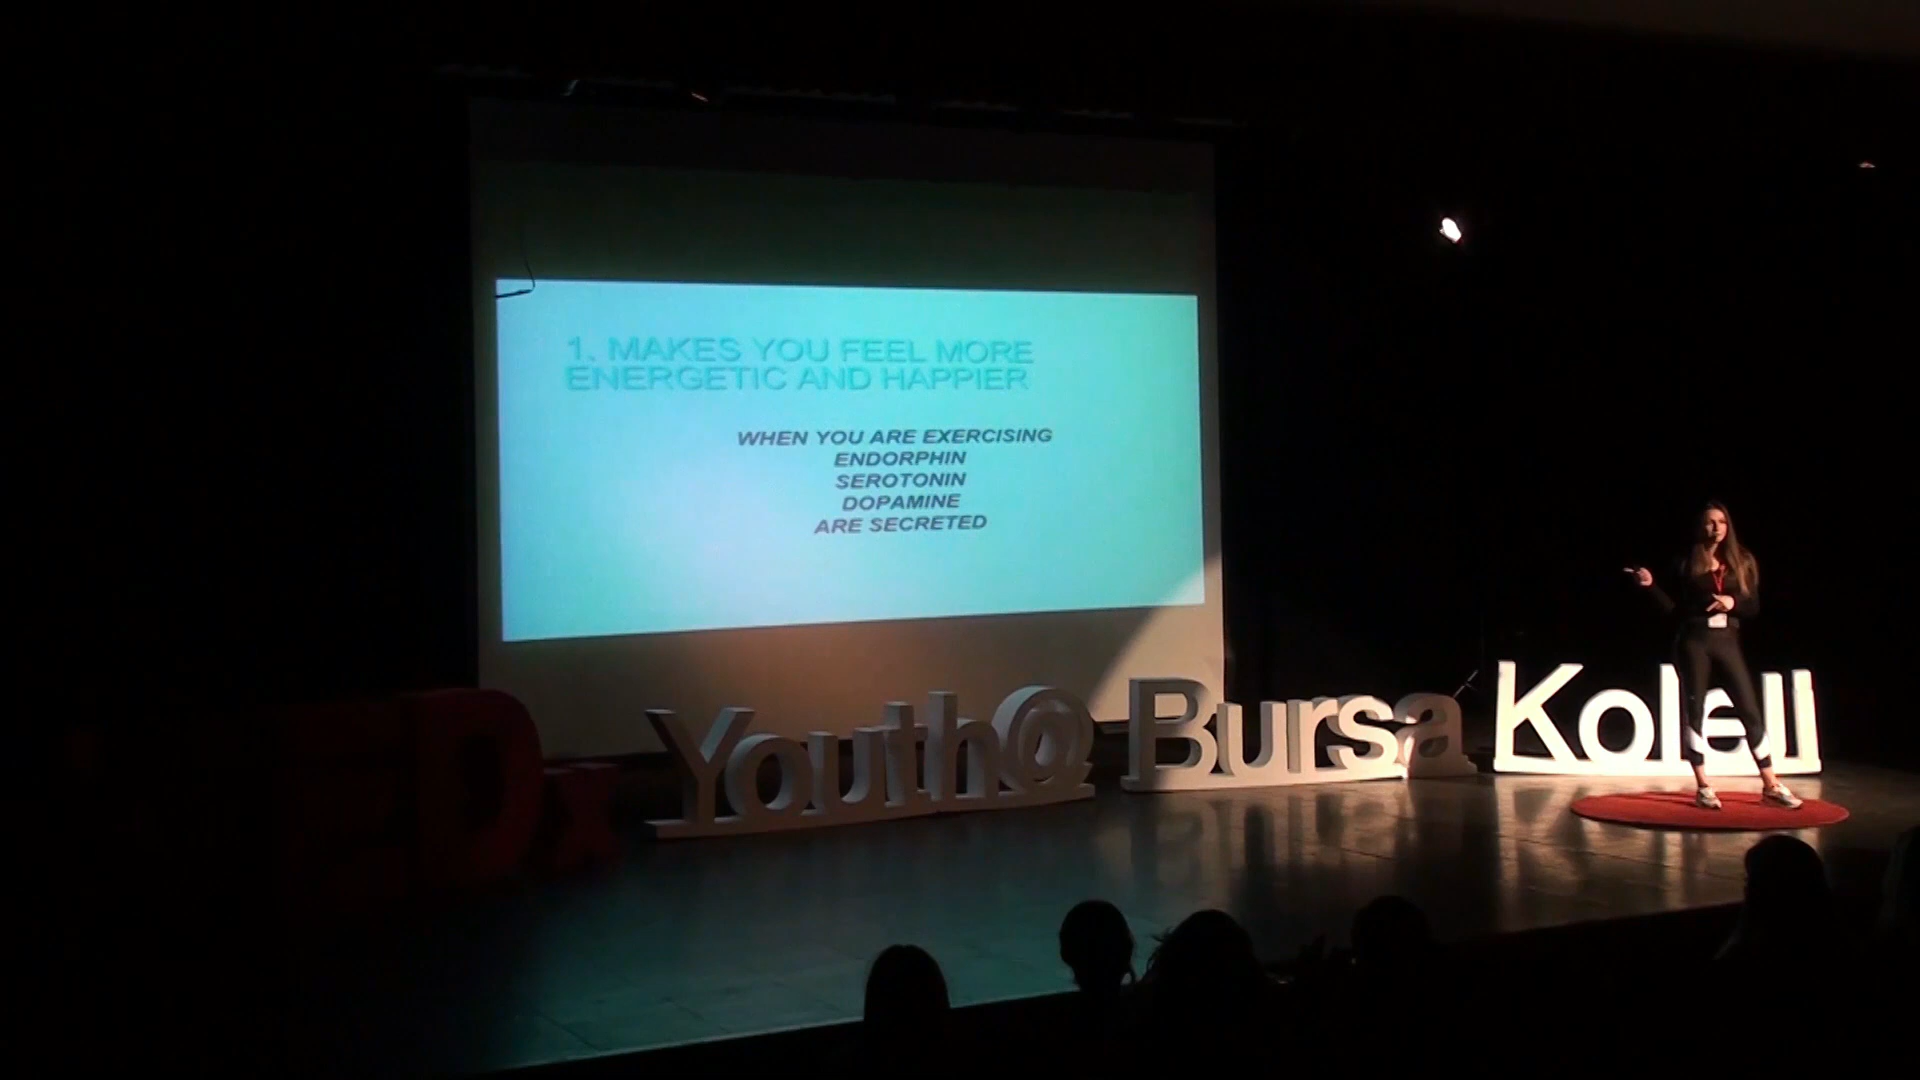 1. MAKES YOU FEEL MORE
ENERGETIC AND HAPPIER
WHEN YOU ARE EXERCISING
ENDORPHIN
SEROTONIN
DOPAMINE
ARE SECRETED
EDx Youth@ Bursa Koleji